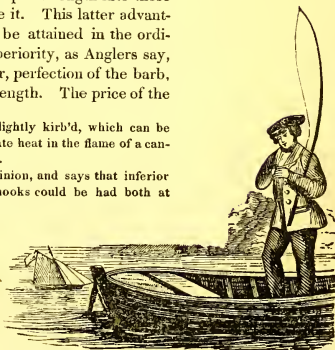 e it. This latter advant-
be attained in the ordi-
periority, as Anglers say,
r, perfection of the barb,
ength. The price of the
lightly kirb'd, which can be
ate heat in the flame of a can-
inion, and says that inferior
hooks could be had both at